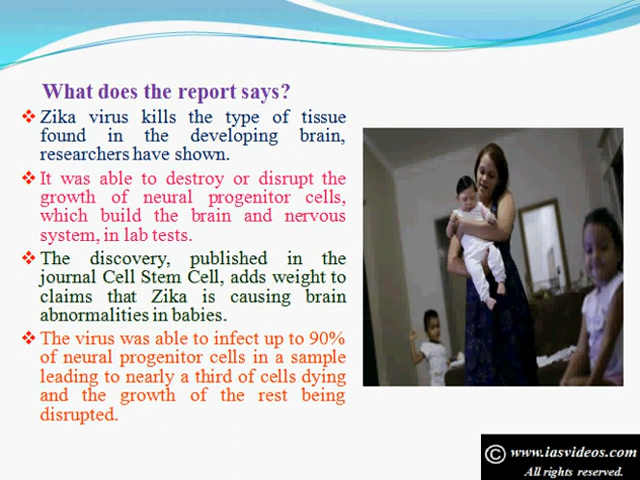 What does the report says?
Zika virus kills the type of tissue
found in the developing brain,
researchers have shown.
It was able to destroy or disrupt the
growth of neural progenitor cells,
which build the brain and nervous
system, in lab tests.
The discovery, published in the
journal Cell Stem Cell, adds weight to
claims that Zika is causing brain
abnormalities in babies.
The virus was able to infect up to 90%
of neural progenitor cells in a sample
leading to nearly a third of cells dying
and the growth of the rest being
disrupted.
© www.iasvideos.com
All rights reserved.